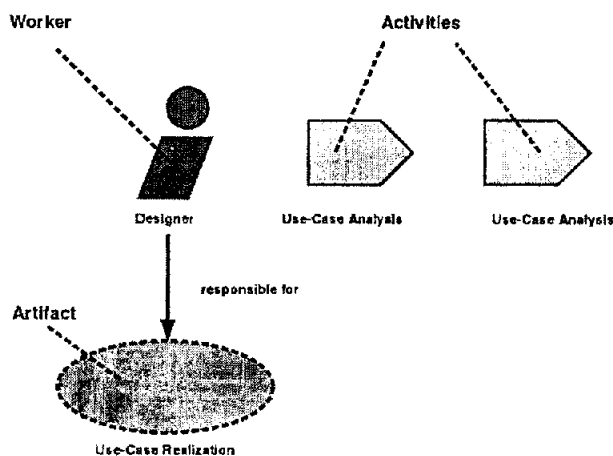 Worker
Activities
Designer
Use-Case Analysis
Use-Case Analysis
responsible for
Artifact
Use-Case Realization